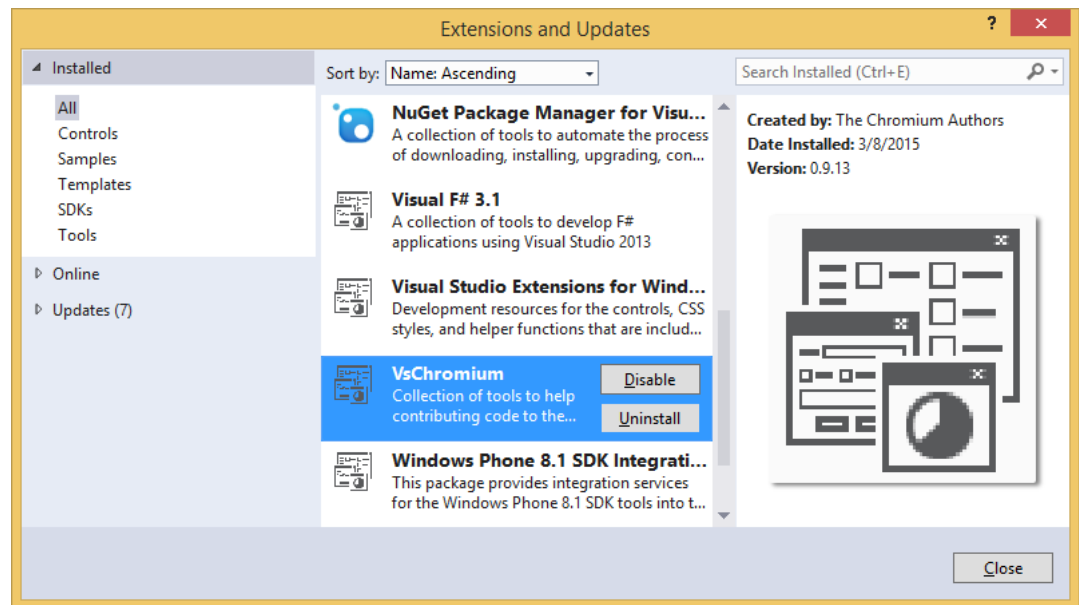 Extensions and Updates
?
Installed
All
Controls
Samples
Templates
SDKs
Tools
Online
Updates (7)
Sort by: Name: Ascending
NuGet Package Manager for Visu...
A collection of tools to automate the process
of downloading, installing, upgrading, con...
Visual F# 3.1
A collection of tools to develop F#
applications using Visual Studio 2013
Visual Studio Extensions for Wind...
Development resources for the controls, CSS
styles, and helper functions that are includ...
VsChromium
Collection of tools to help
contributing code to the...
Disable
Uninstall
Windows Phone 8.1 SDK Integrati...
This package provides integration services
for the Windows Phone 8.1 SDK tools into t...
Search Installed (Ctrl+E)
Created by: The Chromium Authors
Date Installed: 3/8/2015
Version: 0.9.13
Close